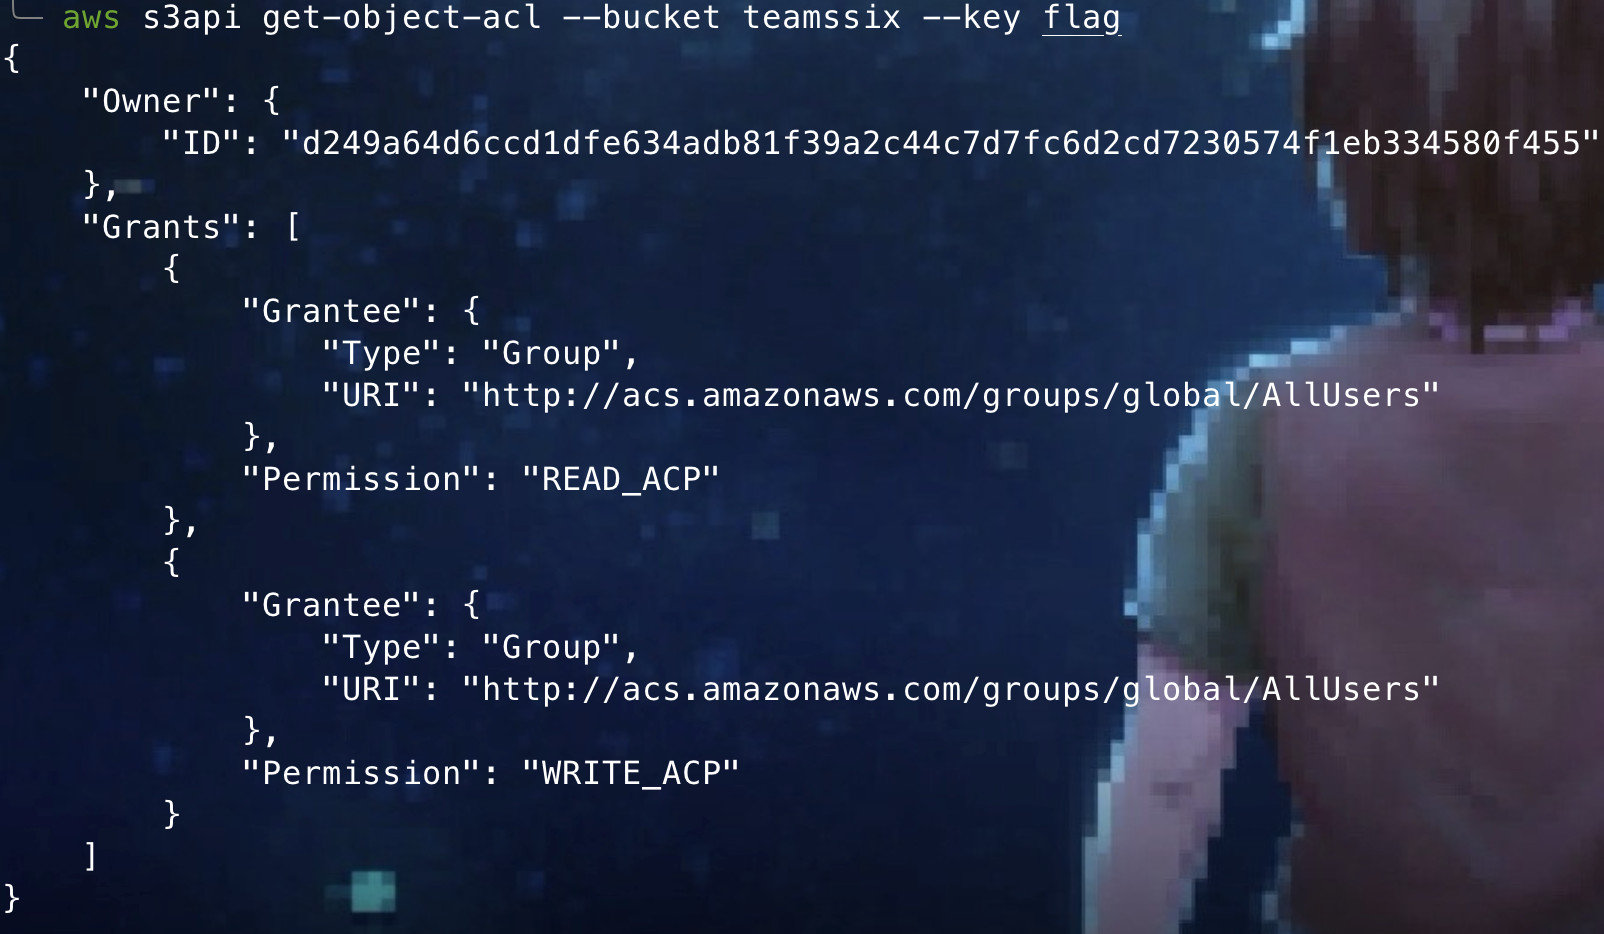 aws s3api get-object-acl --bucket teamssix --key flag
{
    "Owner": {
        "ID": "d249a64d6ccd1dfe634adb81f39a2c44c7d7fc6d2cd7230574f1eb334580f455"
    },
    "Grants": [
        {
            "Grantee": {
                "Type": "Group",
                "URI": "http://acs.amazonaws.com/groups/global/AllUsers"
            },
            "Permission": "READ_ACP"
        },
        {
            "Grantee": {
                "Type": "Group",
                "URI": "http://acs.amazonaws.com/groups/global/AllUsers"
            },
            "Permission": "WRITE_ACP"
        }
    ]
}